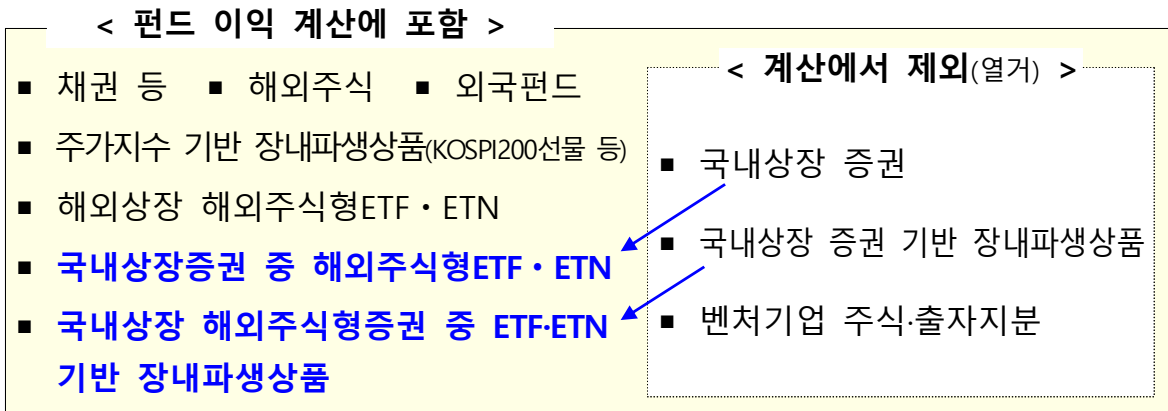 < 펀드 이익 계산에 포함 >
▪ 채권 등 ▪ 해외주식 ▪ 외국펀드
▪ 주가지수 기반 장내파생상품(KOSPI200선물 등)
▪ 해외상장 해외주식형ETF・ETN
▪ 국내상장증권 중 해외주식형ETF・ETN
▪ 국내상장 해외주식형증권 중 ETF·ETN
기반 장내파생상품
< 계산에서 제외(열거) >
▪ 국내상장 증권
▪ 국내상장 증권 기반 장내파생상품
▪ 벤처기업 주식·출자지분